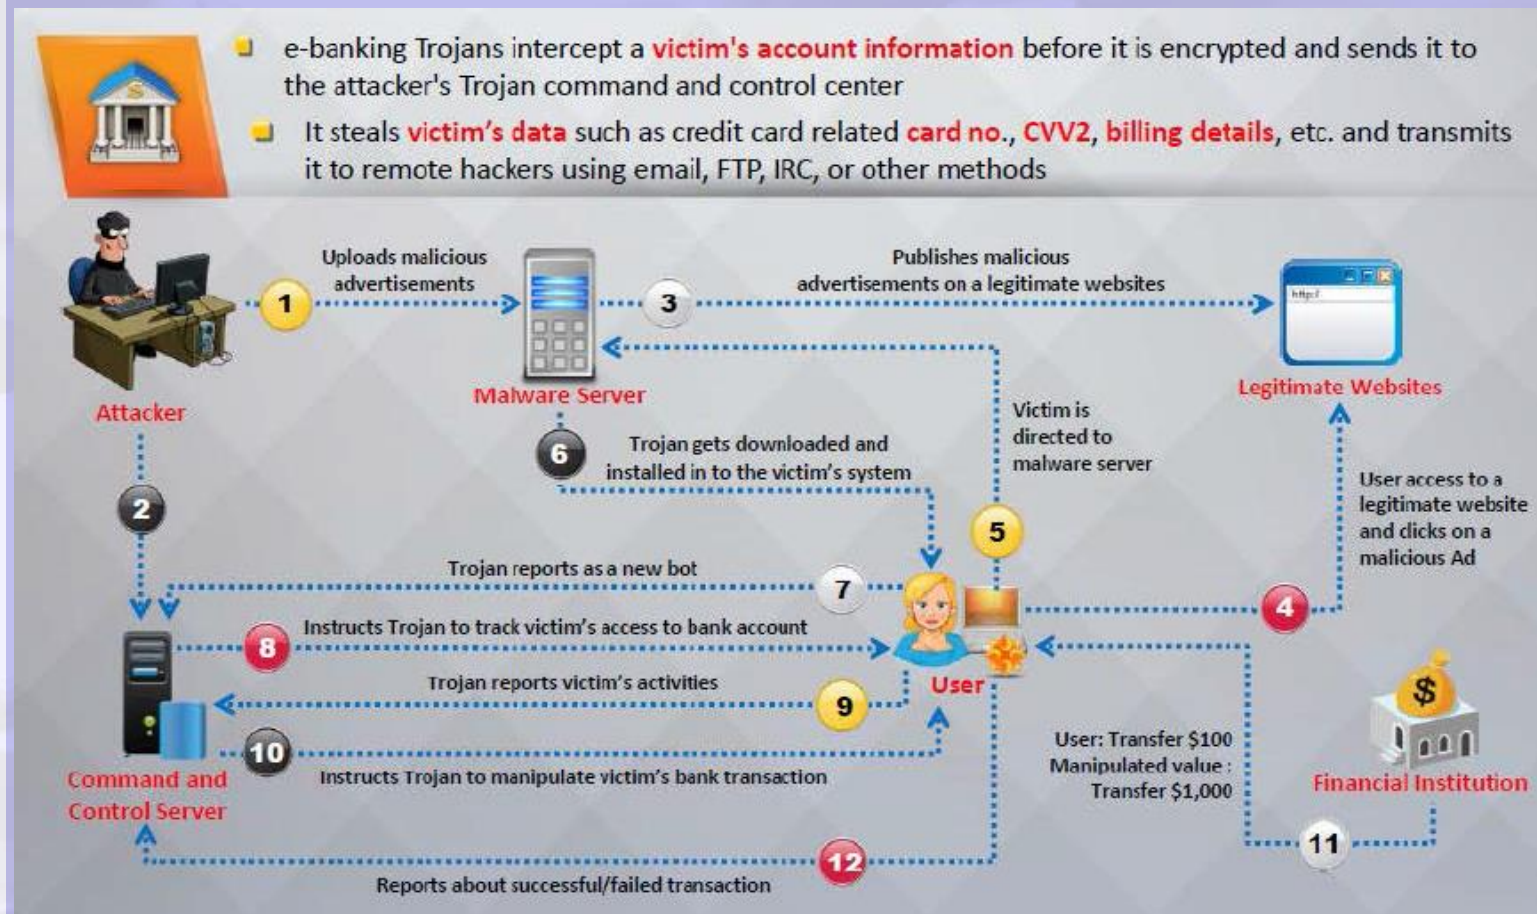 e-banking Trojans intercept a victim's account information before it is encrypted and sends it to
the attacker's Trojan command and control center
It steals victim's data such as credit card related card no., CVV2, billing details, etc. and transmits
it to remote hackers using email, FTP, IRC, or other methods
Uploads malicious
advertisements
1
Publishes malicious
advertisements on a legitimate websites
3
http://
Attacker
Malware Server
Legitimate Websites
2
6
Trojan gets downloaded and
installed in to the victim's system
Victim is
directed to
malware server
5
User access to a
legitimate website
and clicks on a
malicious Ad
4
Trojan reports as a new bot
7
8
Instructs Trojan to track victim's access to bank account
Trojan reports victim's activities
9
User
10
Instructs Trojan to manipulate victim's bank transaction
Command and
Control Server
User: Transfer $100
Manipulated value :
Transfer $1,000
$
Financial Institution
11
12
Reports about successful/failed transaction